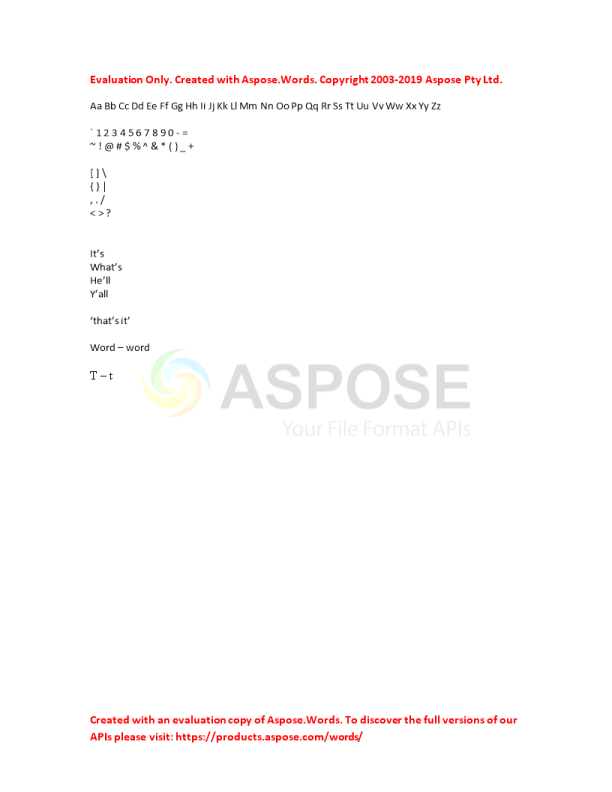 Evaluation Only. Created with Aspose.Words. Copyright 2003-2019 Aspose Pty Ltd.
Aa Bb Cc Dd Ee Ff Gg Hh Ii Jj Kk Ll Mm Nn Oo Pp Qq Rr Ss Tt Uu Vv Ww Xx Yy Zz
` 1 2 3 4 5 6 7 8 9 0 - =
~ ! @ # $ % ^ & * ( ) _ +
[ ] \
{ } |
, . /
< > ?
It’s
What’s
He’ll
Y’all
‘that’s it’
Word – word
T – t
ASPOSE
Your File Format APIs
Created with an evaluation copy of Aspose.Words. To discover the full versions of our
APIs please visit: https://products.aspose.com/words/